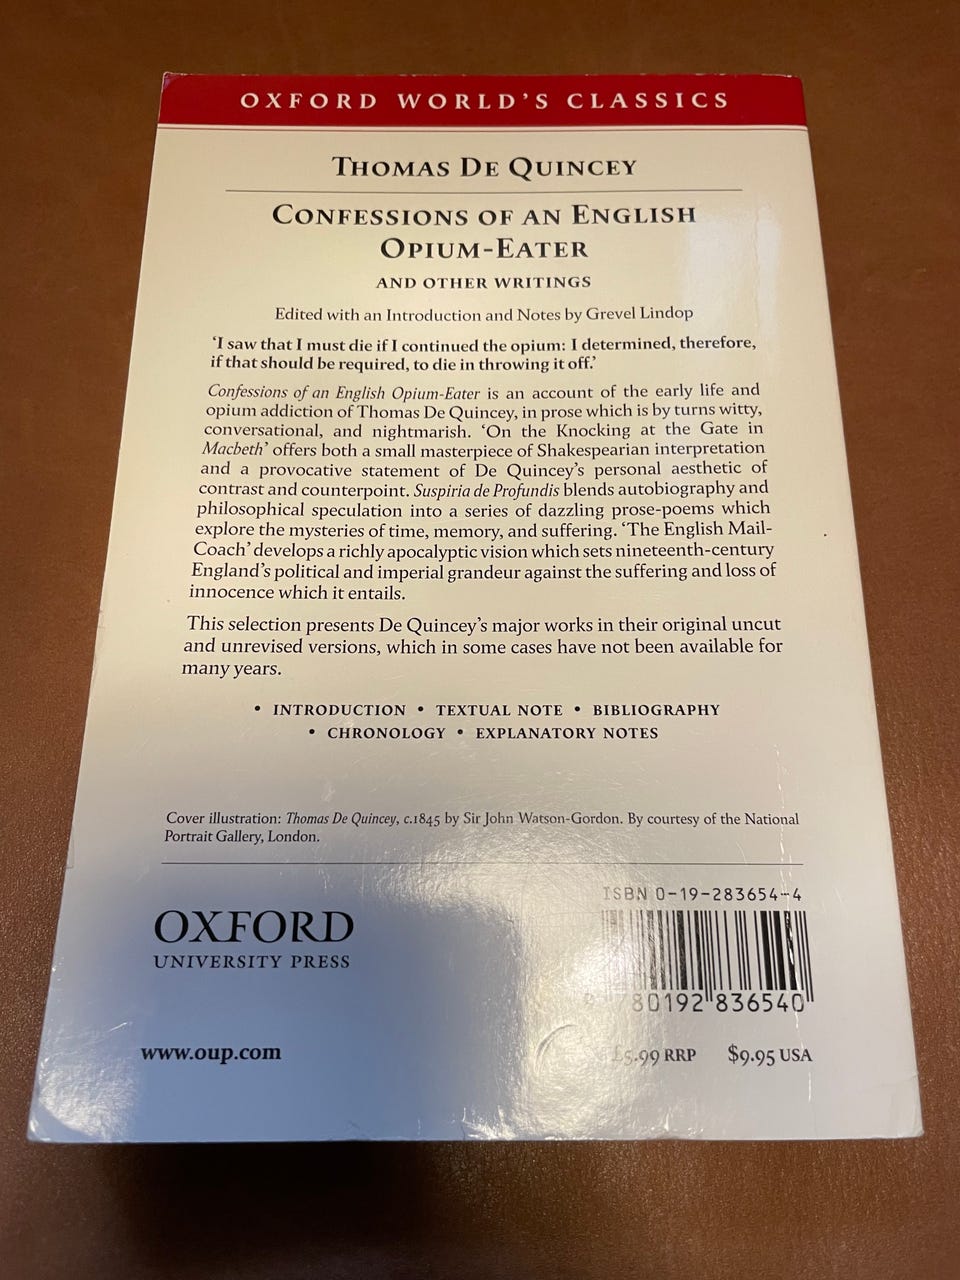 OXFORD WORLD'S CLASSICS
THOMAS DE QUINCEY
CONFESSIONS OF AN ENGLISH
OPIUM-EATER
AND OTHER WRITINGS
Edited with an Introduction and Notes by Grevel Lindop
'I saw that I must die if I continued the opium: I determined, therefore,
if that should be required, to die in throwing it off.'
Confessions of an English Opium-Eater is an account of the early life and
opium addiction of Thomas De Quincey, in prose which is by turns witty,
conversational, and nightmarish. 'On the Knocking at the Gate in
Macbeth' offers both a small masterpiece of Shakespearian interpretation
and a provocative statement of De Quincey's personal aesthetic of
contrast and counterpoint. Suspiria de Profundis blends autobiography and
philosophical speculation into a series of dazzling prose-poems which
explore the mysteries of time, memory, and suffering. 'The English Mail-
Coach' develops a richly apocalyptic vision which sets nineteenth-century
England's political and imperial grandeur against the suffering and loss of
innocence which it entails.
This selection presents De Quincey's major works in their original uncut
and unrevised versions, which in some cases have not been available for
many years.
• INTRODUCTION • TEXTUAL NOTE • BIBLIOGRAPHY
• CHRONOLOGY • EXPLANATORY NOTES
Cover illustration: Thomas De Quincey, c.1845 by Sir John Watson-Gordon. By courtesy of the National
Portrait Gallery, London.
ISBN 0-19-283654-4
OXFORD
UNIVERSITY PRESS
780192 836540
www.oup.com
£5.99 RRP $9.95 USA